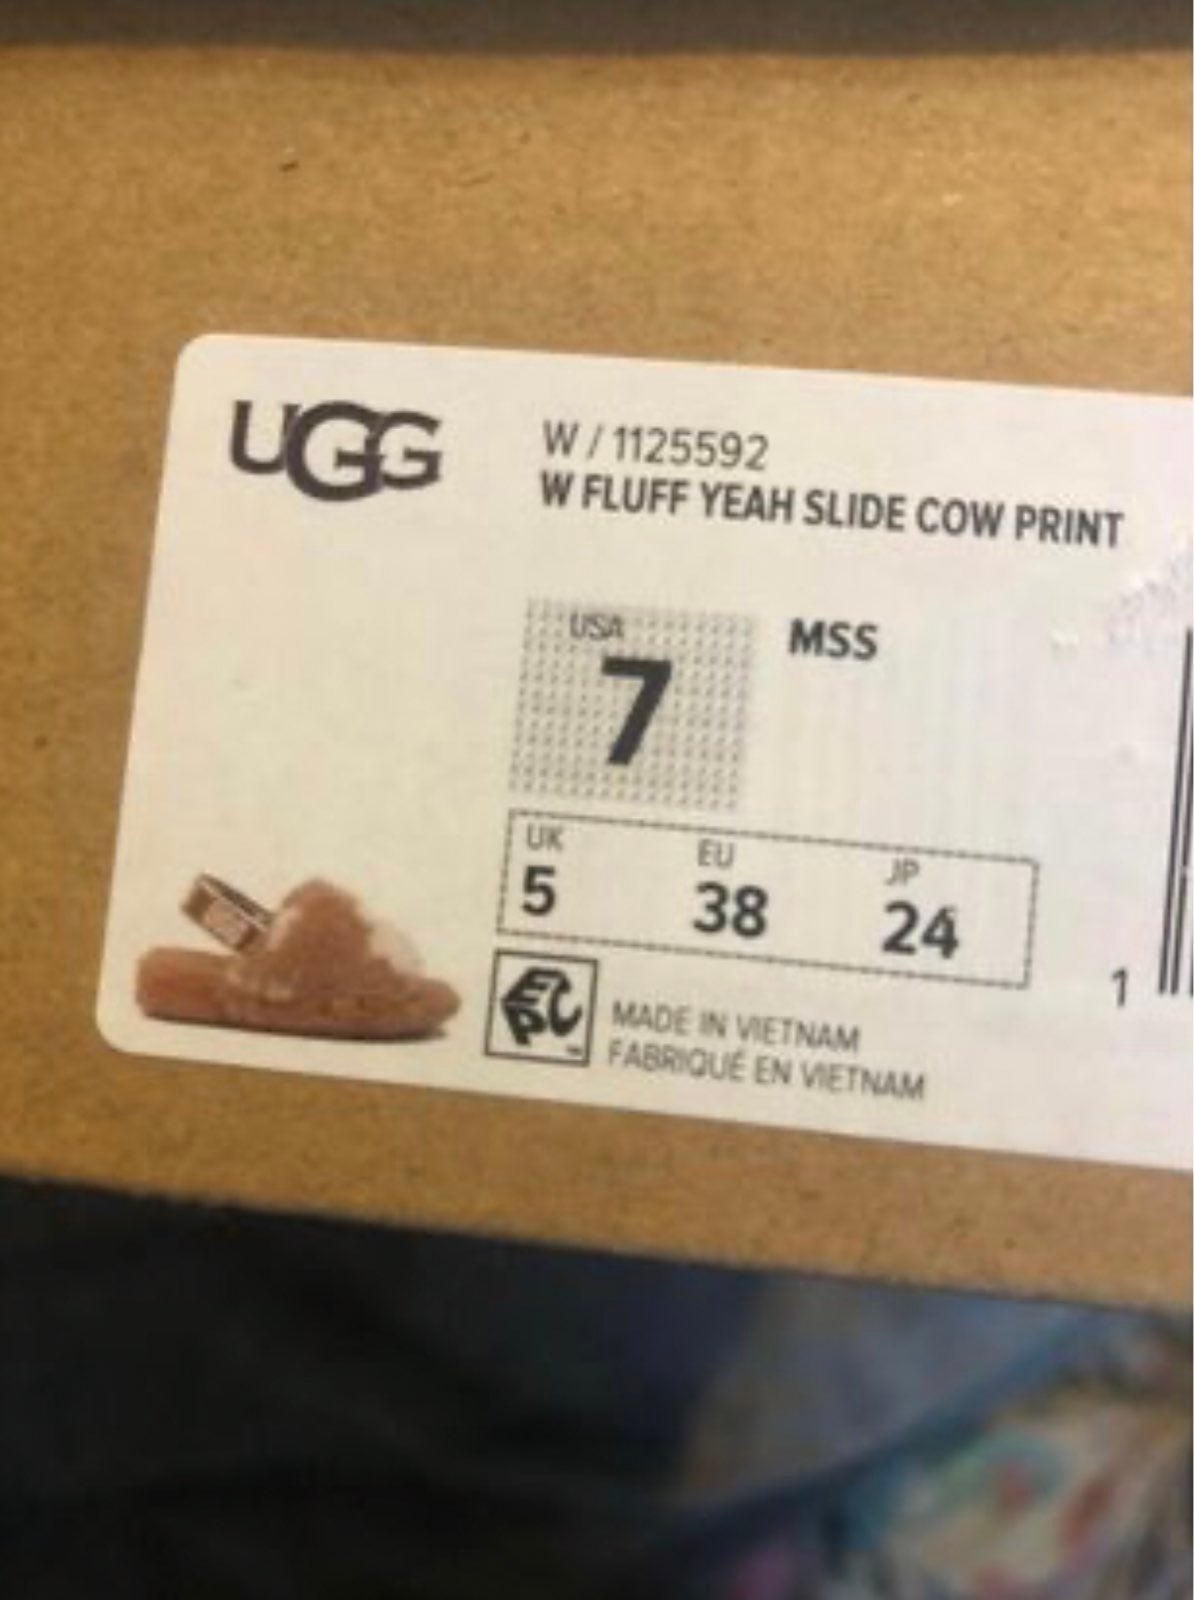 UGG
W / 1125592
W FLUFF YEAH SLIDE COW PRINT
USA
7
MSS
UK EU JP
5 38 24
EPC
MADE IN VIETNAM
FABRIQUÉ EN VIETNAM
1